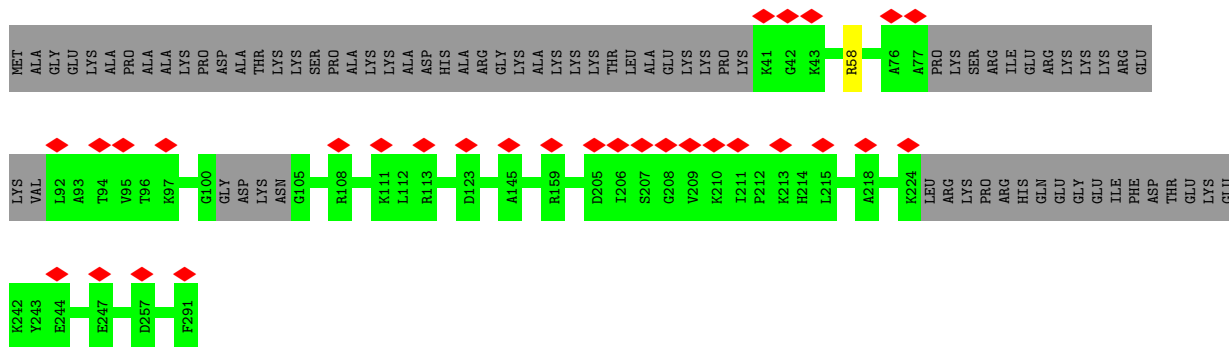 MET ALA GLY GLU LYS ALA PRO ALA ALA LYS PRO ASP ALA THR LYS LYS SER PRO ALA LYS LYS ALA ASP HIS ALA ARG GLY LYS ALA LYS LYS LYS THR LEU ALA GLU LYS LYS PRO LYS K41 G42 K43 R58 A76 A77 PRO LYS SER ARG ILE GLU ARG LYS LYS LYS ARG GLU
LYS VAL L92 A93 T94 V95 T96 K97 G100 GLY ASP LYS ASN G105 R108 K111 L112 R113 D123 A145 R159 D205 I206 S207 G208 V209 K210 I211 P212 K213 H214 L215 A218 K224 LEU ARG LYS PRO ARG HIS GLN GLU GLY GLU ILE PHE ASP THR GLU LYS GLU
K242 Y243 E244 E247 D257 F291